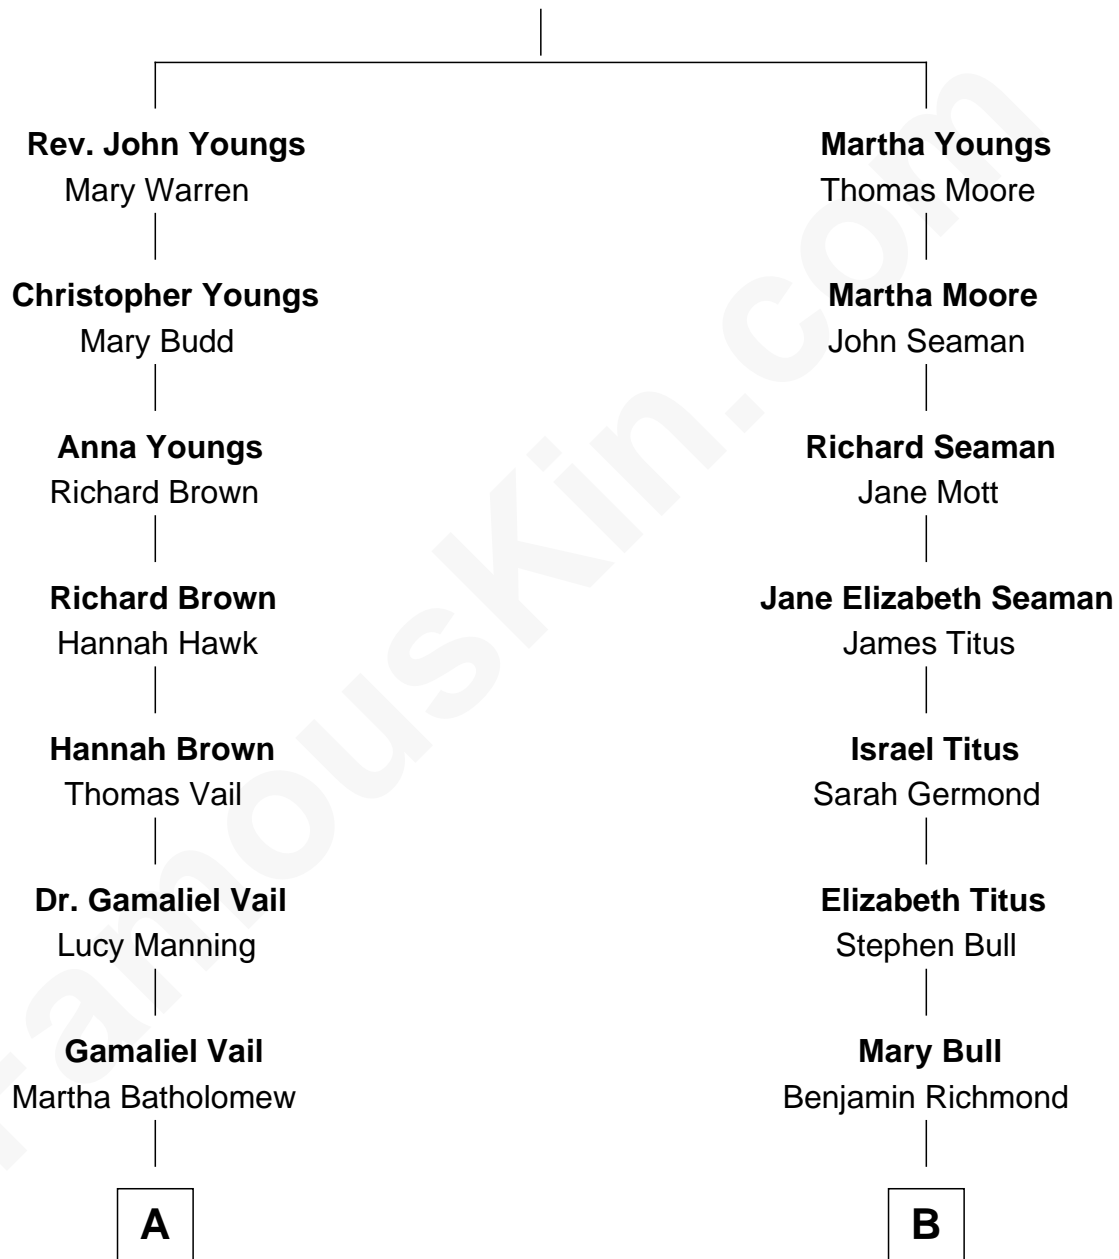 Rev. John Youngs
Mary Warren
Christopher Youngs
Mary Budd
Anna Youngs
Richard Brown
Richard Brown
Hannah Hawk
Hannah Brown
Thomas Vail
Dr. Gamaliel Vail
Lucy Manning
Gamaliel Vail
Martha Batholomew
A
Martha Youngs
Thomas Moore
Martha Moore
John Seaman
Richard Seaman
Jane Mott
Jane Elizabeth Seaman
James Titus
Israel Titus
Sarah Germond
Elizabeth Titus
Stephen Bull
Mary Bull
Benjamin Richmond
B
FamousKin.com